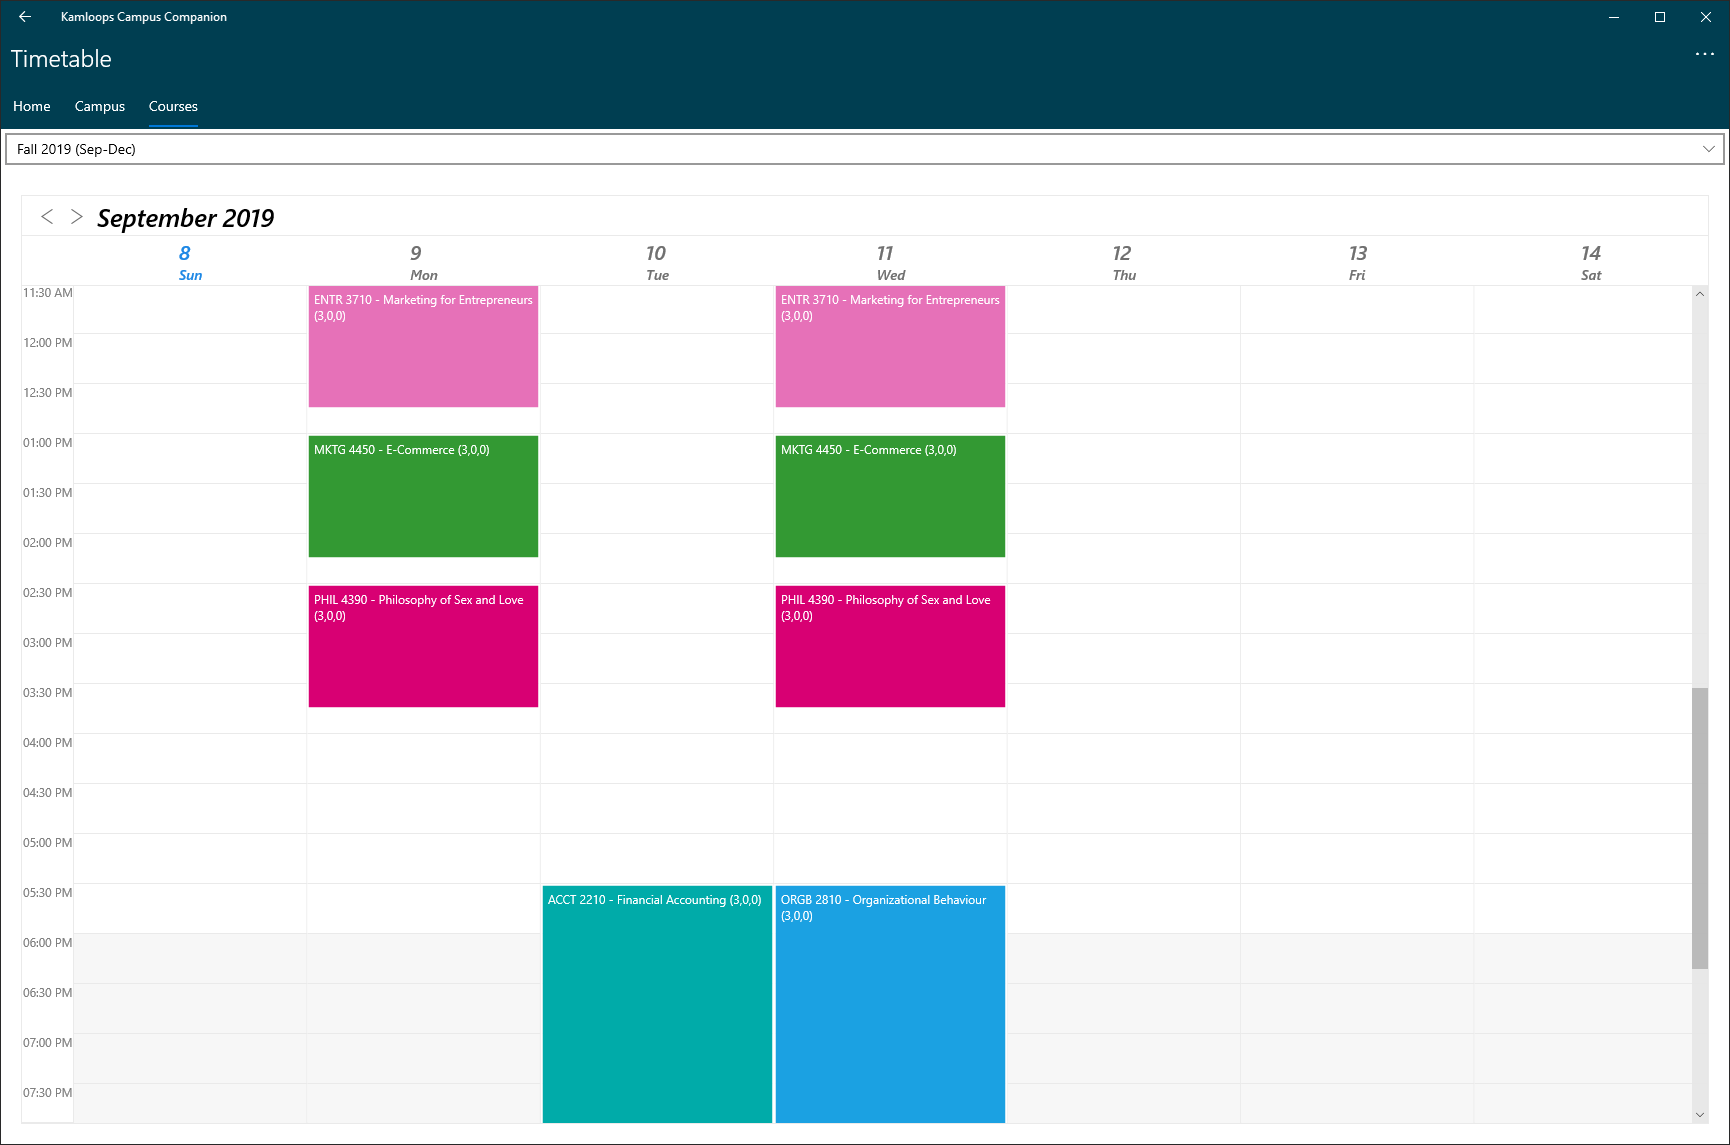 Kamloops Campus Companion
Timetable
Home Campus Courses
Fall 2019 (Sep-Dec)
September 2019
8 9 10 11 12 13 14
Sun Mon Tue Wed Thu Fri Sat
11:30 AM
ENTR 3710 - Marketing for Entrepreneurs
(3,0,0)
ENTR 3710 - Marketing for Entrepreneurs
(3,0,0)
12:00 PM
12:30 PM
01:00 PM
MKTG 4450 - E-Commerce (3,0,0)
MKTG 4450 - E-Commerce (3,0,0)
01:30 PM
02:00 PM
02:30 PM
PHIL 4390 - Philosophy of Sex and Love
(3,0,0)
PHIL 4390 - Philosophy of Sex and Love
(3,0,0)
03:00 PM
03:30 PM
04:00 PM
04:30 PM
05:00 PM
05:30 PM
ACCT 2210 - Financial Accounting (3,0,0)
ORGB 2810 - Organizational Behaviour
(3,0,0)
06:00 PM
06:30 PM
07:00 PM
07:30 PM